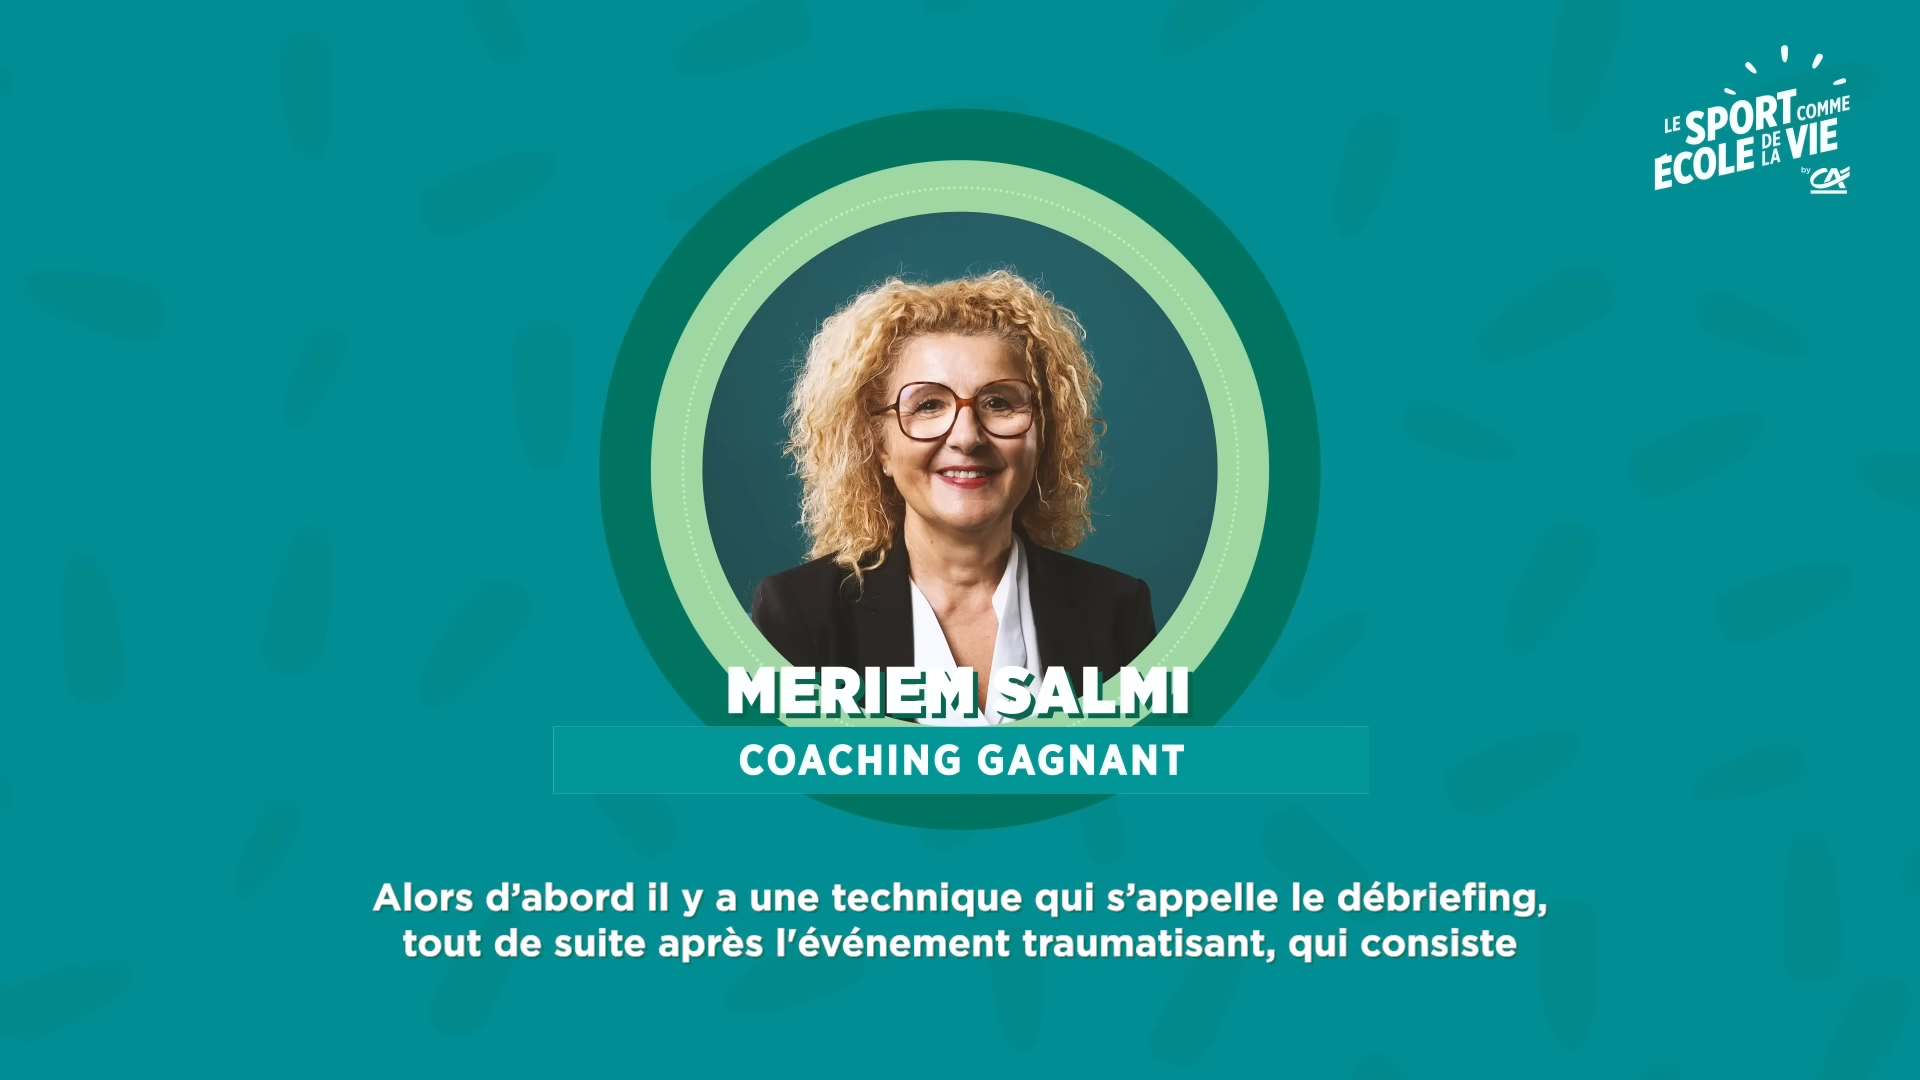 LE SPORT COMME
ÉCOLE DE LA VIE
by CA
MERIEM SALMI
COACHING GAGNANT
Alors d’abord il y a une technique qui s’appelle le débriefing,
tout de suite après l'événement traumatisant, qui consiste